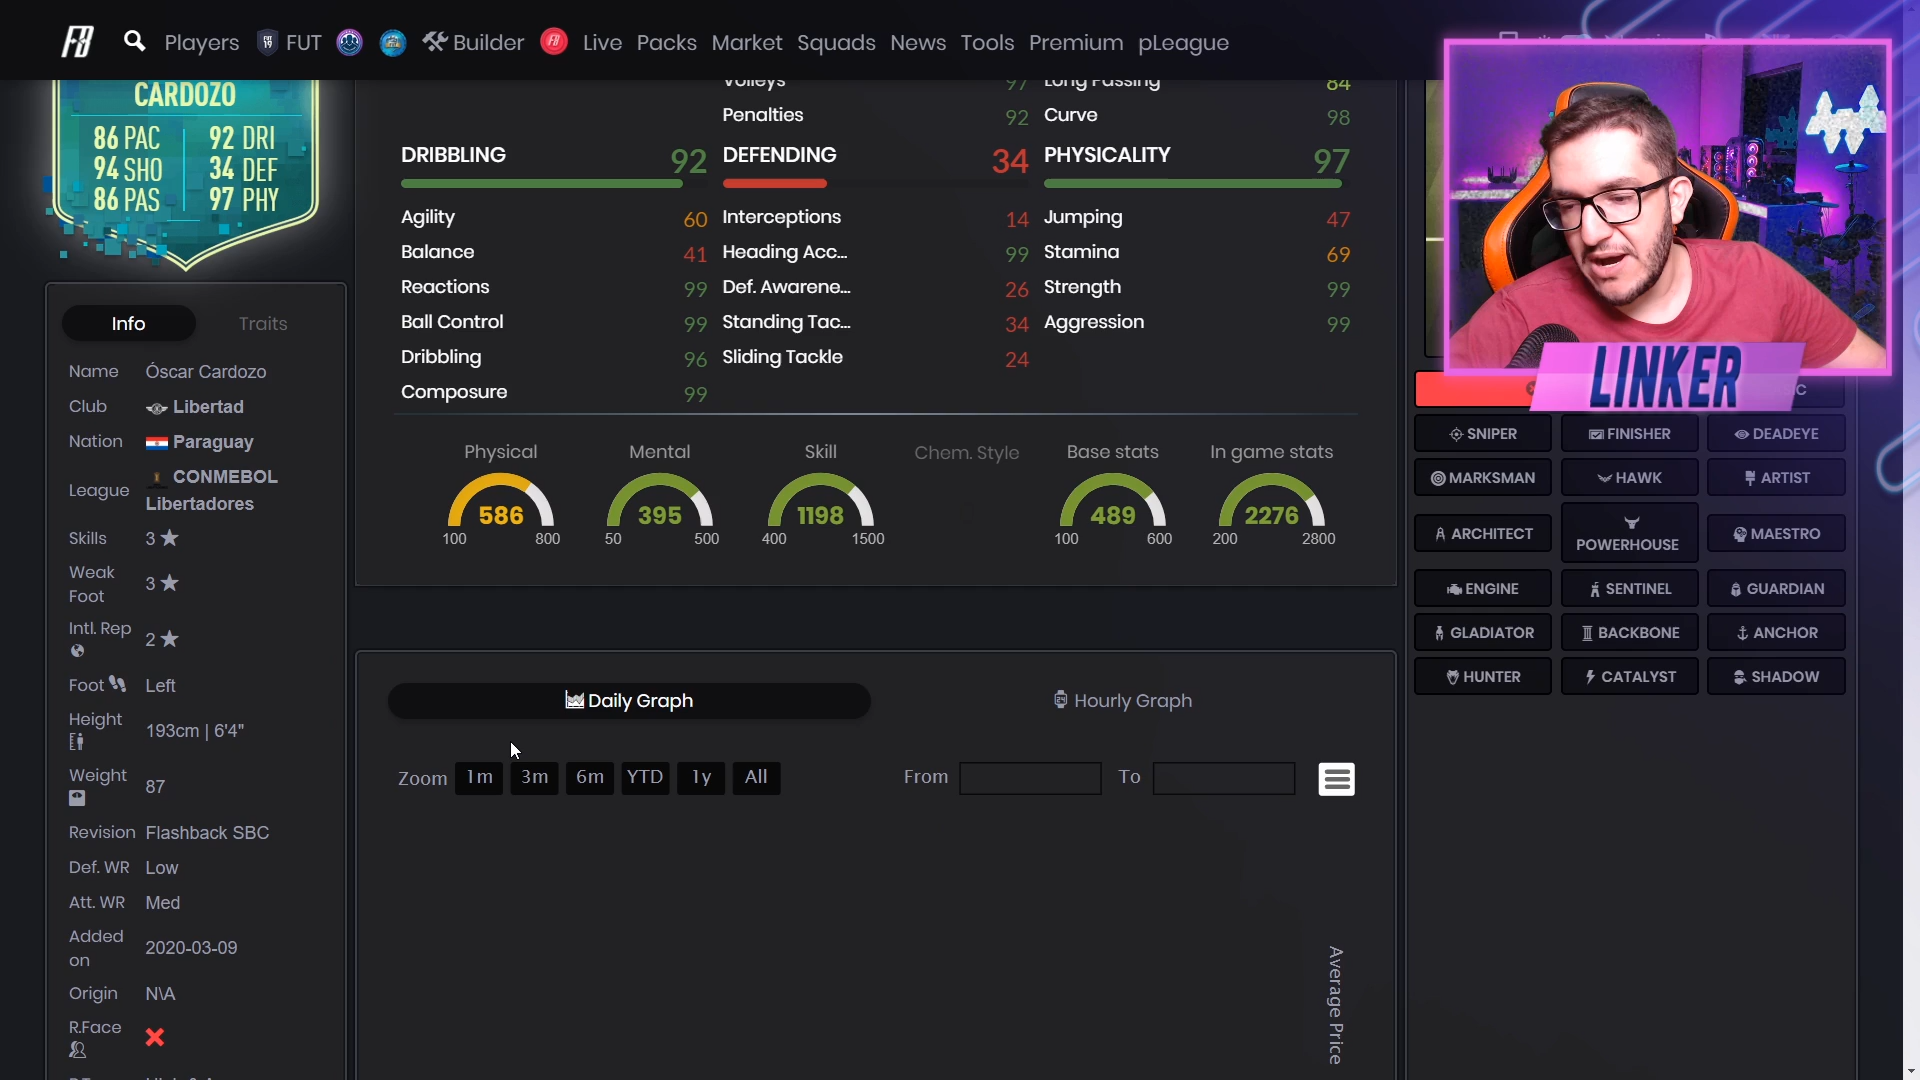 FB Players FUT Builder Live Packs Market Squads News Tools Premium pLeague
CARDOZO
86 PAC 92 DRI
94 SHO 34 DEF
86 PAS 97 PHY
Volleys 97 Long Passing 84
Penalties 92 Curve 98
DRIBBLING 92 DEFENDING 34 PHYSICALITY 97
Agility 60 Interceptions 14 Jumping 47
Balance 41 Heading Acc... 99 Stamina 69
Reactions 99 Def. Awarene... 26 Strength 99
Ball Control 99 Standing Tac... 34 Aggression 99
Dribbling 96 Sliding Tackle 24
Composure 99
Physical Mental Skill Chem. Style Base stats In game stats
586 395 1198 489 2276
100 800 50 500 400 1500 100 600 200 2800
Info Traits
Name Óscar Cardozo
Club Libertad
Nation Paraguay
League CONMEBOL
Libertadores
Skills 3
Weak
Foot 3
Intl. Rep 2
Foot Left
Height 193cm | 6'4"
Weight 87
Revision Flashback SBC
Def. WR Low
Att. WR Med
Added
on 2020-03-09
Origin N\A
R.Face
Daily Graph Hourly Graph
Zoom 1m 3m 6m YTD 1y All From To
Average Price
LINKER
SNIPER FINISHER DEADEYE
MARKSMAN HAWK ARTIST
ARCHITECT POWERHOUSE MAESTRO
ENGINE SENTINEL GUARDIAN
GLADIATOR BACKBONE ANCHOR
HUNTER CATALYST SHADOW